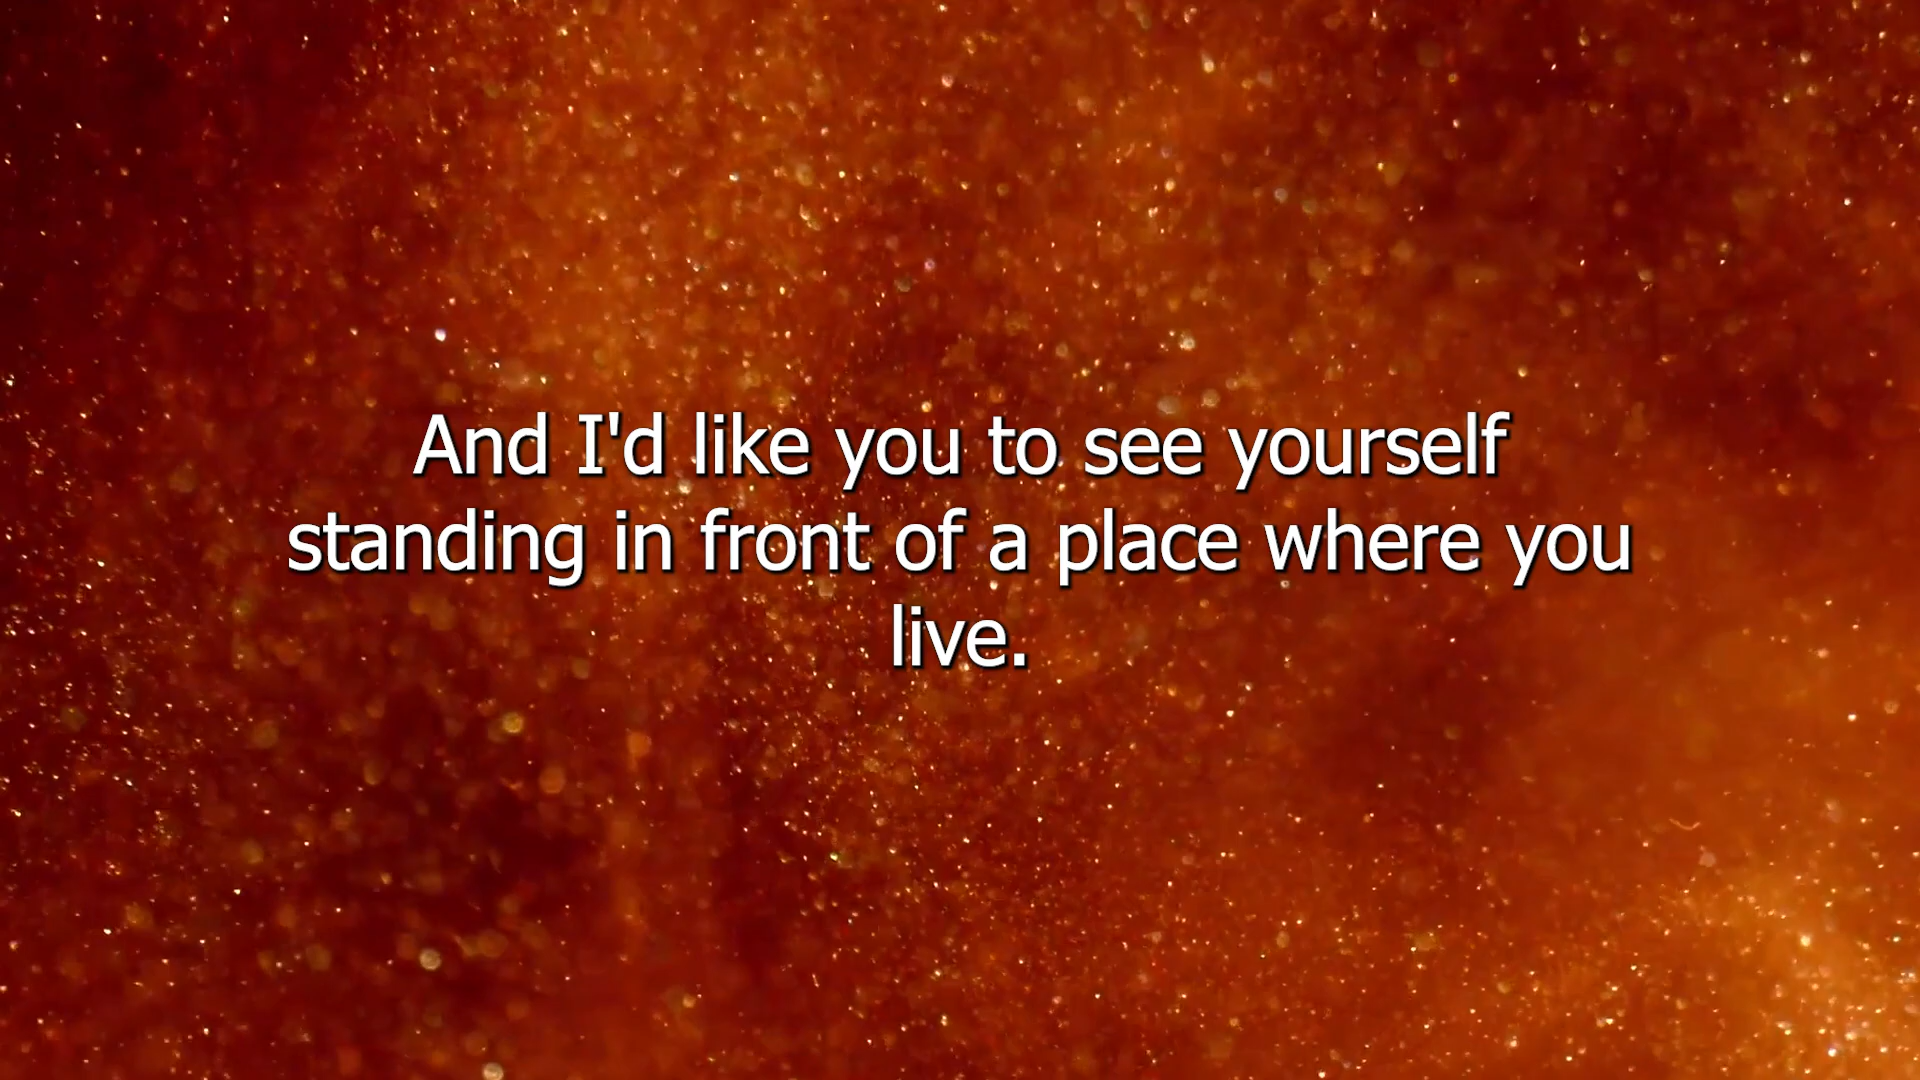 And I'd like you to see yourself
standing in front of a place where you
live.